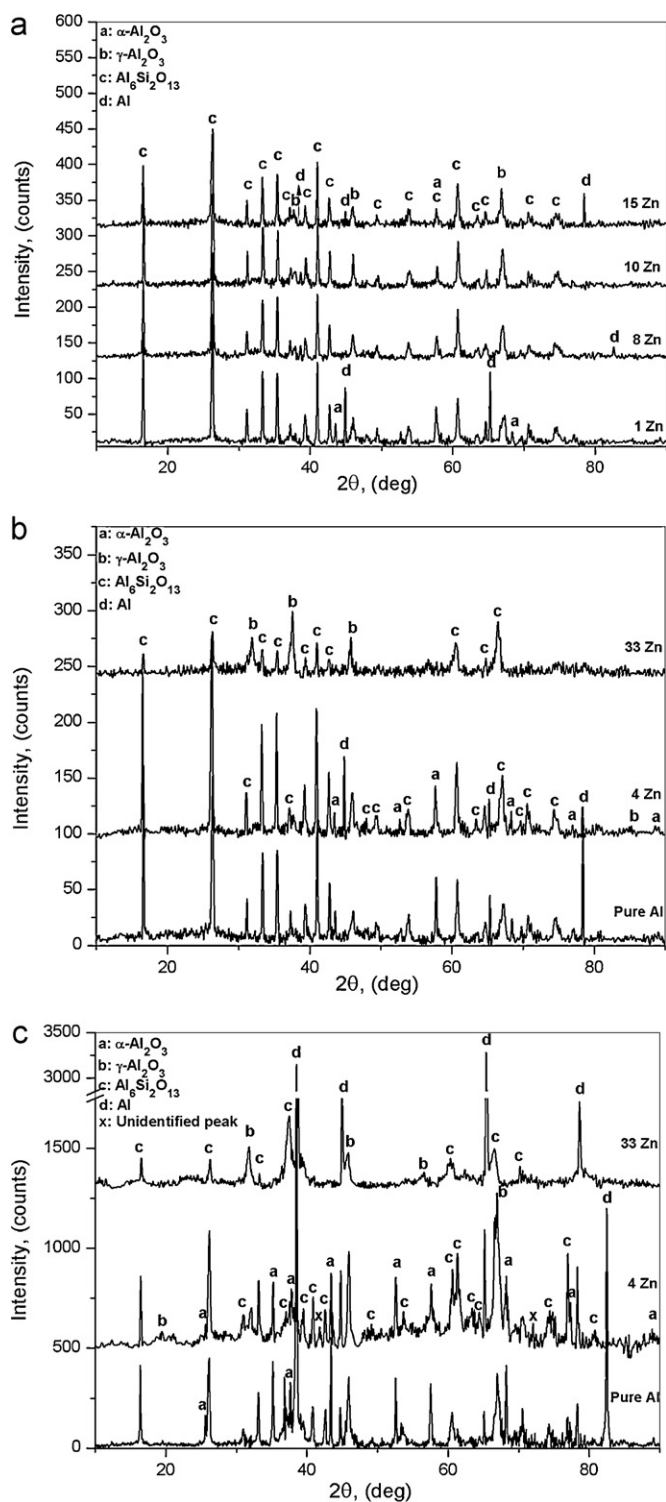 a
a: α-Al₂O₃
b: γ-Al₂O₃
c: Al₆Si₂O₁₃
d: Al
600
550
500
450
400
350
300
250
200
150
100
50
Intensity, (counts)
c c c c c c b d c c c d b c c a c c c c b c c d
15 Zn
10 Zn
8 Zn
d
1 Zn
a d d a
20 40 60 80
2θ, (deg)
b
a: α-Al₂O₃
b: γ-Al₂O₃
c: Al₆Si₂O₁₃
d: Al
350
300
250
200
150
100
50
0
Intensity, (counts)
c c b c c b c c c b c c c
33 Zn
c c a d c c a c a c d c a c c c a d b a
4 Zn
Pure Al
20 40 60 80
2θ, (deg)
c
a: α-Al₂O₃
b: γ-Al₂O₃
c: Al₆Si₂O₁₃
d: Al
x: Unidentified peak
3500
3000
1500
1000
500
0
Intensity, (counts)
c c b c c d d b b c d c c d
33 Zn
b a c a c a c c x c a c a c a c c c c b a x c c a c d a
4 Zn
a a
Pure Al
20 40 60 80
2θ, (deg)